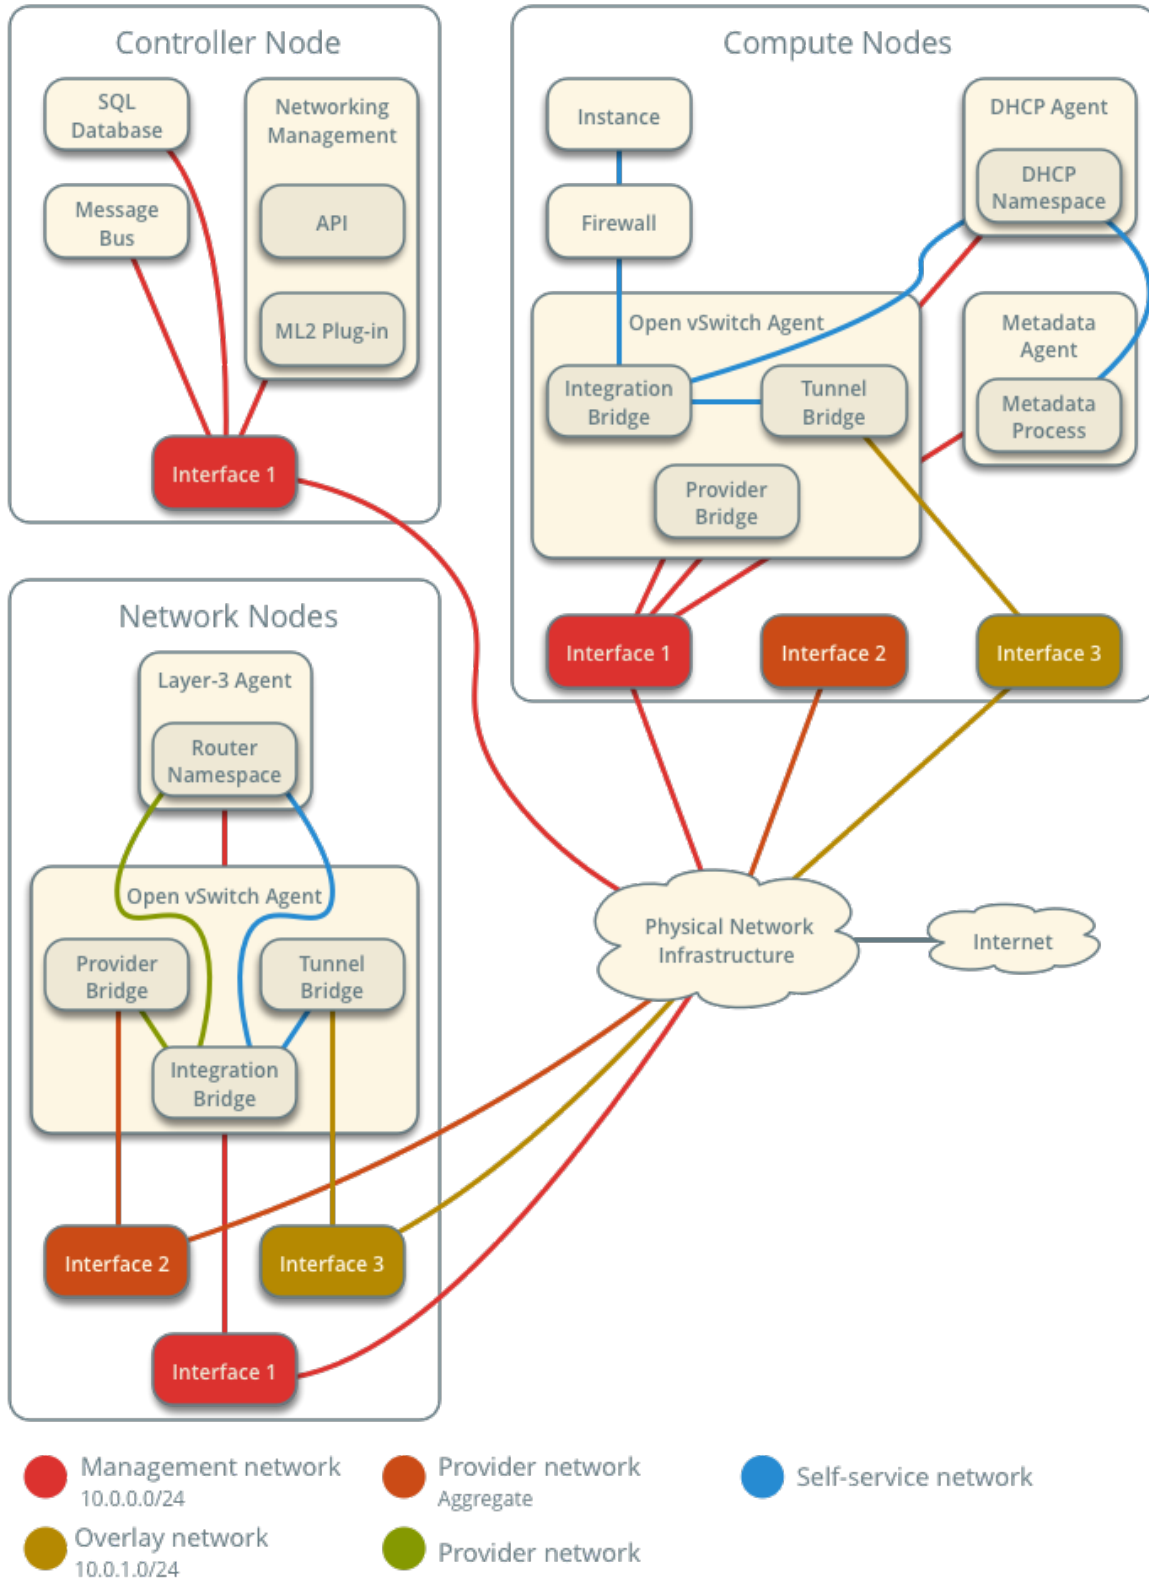 Controller Node
SQL
Database
Networking
Management
Message
Bus
API
ML2 Plug-in
Interface 1
Compute Nodes
Instance
DHCP Agent
DHCP
Namespace
Firewall
Open vSwitch Agent
Metadata
Agent
Integration
Bridge
Tunnel
Bridge
Metadata
Process
Provider
Bridge
Interface 1
Interface 2
Interface 3
Network Nodes
Layer-3 Agent
Router
Namespace
Open vSwitch Agent
Provider
Bridge
Tunnel
Bridge
Integration
Bridge
Interface 2
Interface 3
Interface 1
Physical Network
Infrastructure
Internet
Management network
10.0.0.0/24
Provider network
Aggregate
Self-service network
Overlay network
10.0.1.0/24
Provider network